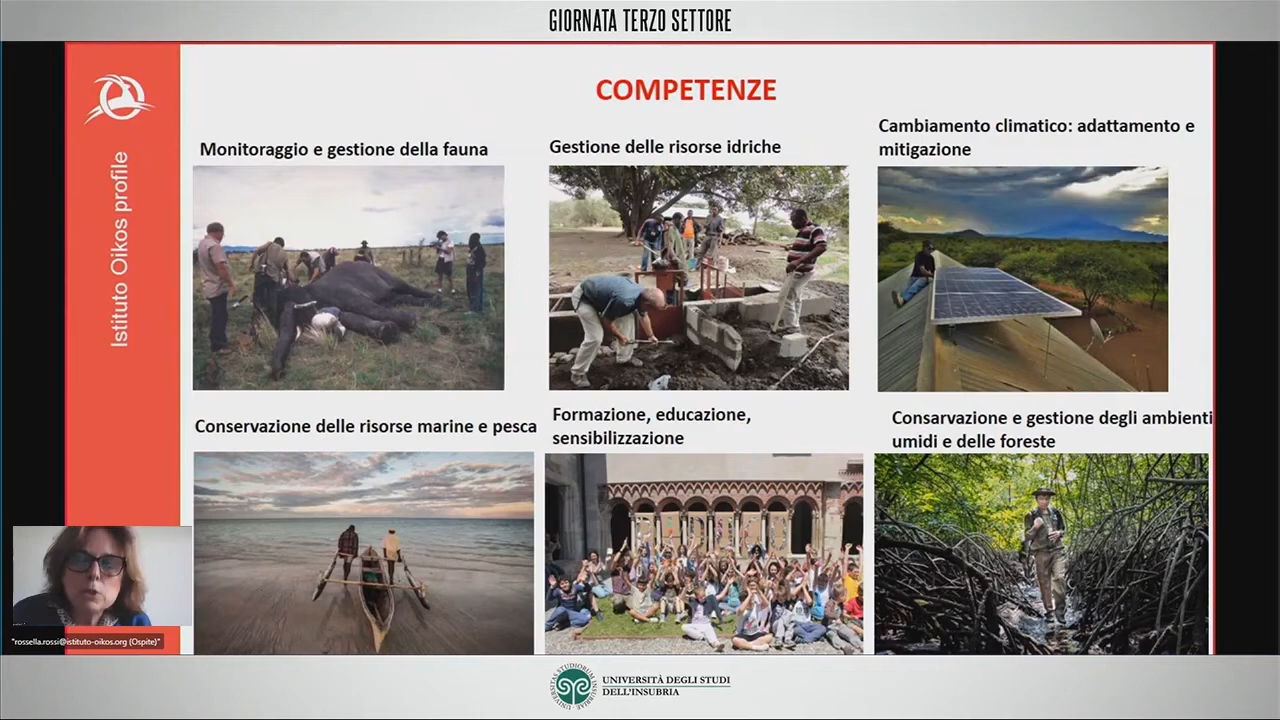 GIORNATA TERZO SETTORE
Istituto Oikos profile
COMPETENZE
Monitoraggio e gestione della fauna
Gestione delle risorse idriche
Cambiamento climatico: adattamento e
mitigazione
Conservazione delle risorse marine e pesca
Formazione, educazione,
sensibilizzazione
Consarvazione e gestione degli ambienti
umidi e delle foreste
"rossella.rossi@istituto-oikos.org (Ospite)"
UNIVERSITÀ DEGLI STUDI
DELL'INSUBRIA